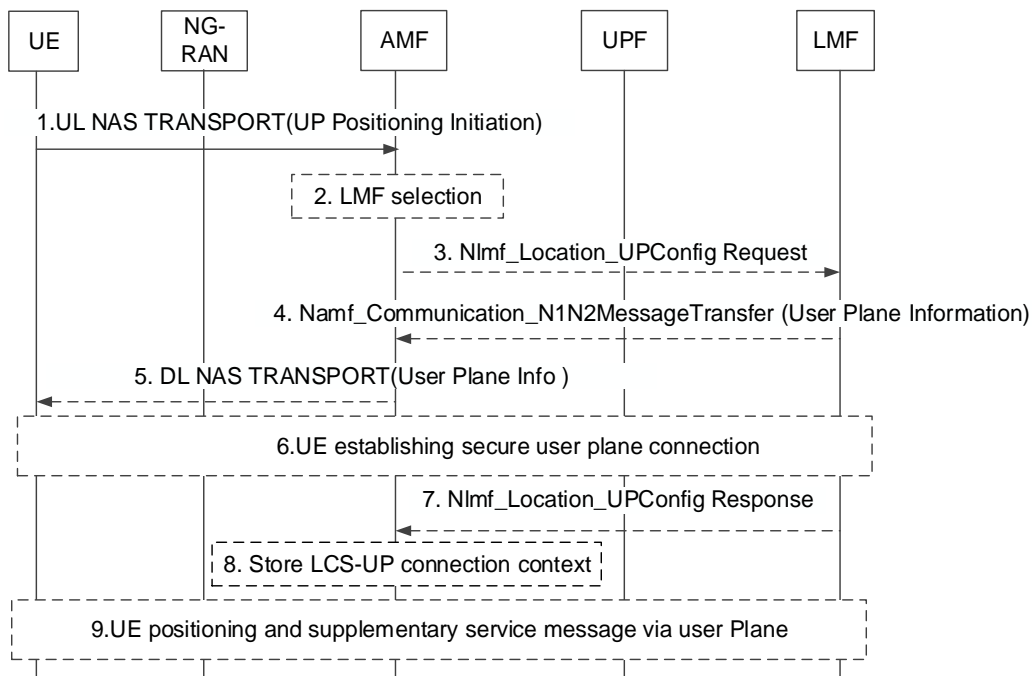 UE
NG-
RAN
AMF
UPF
LMF
1.UL NAS TRANSPORT(UP Positioning Initiation)
2. LMF selection
3. Nlmf_Location_UPConfig Request
4. Namf_Communication_N1N2MessageTransfer (User Plane Information)
5. DL NAS TRANSPORT(User Plane Info )
6.UE establishing secure user plane connection
7. Nlmf_Location_UPConfig Response
8. Store LCS-UP connection context
9.UE positioning and supplementary service message via user Plane